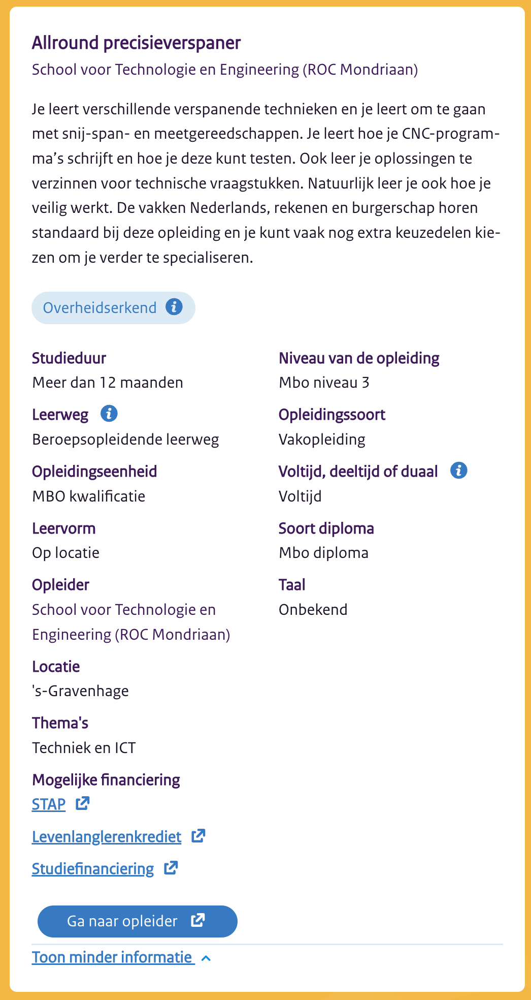 Allround precisieverspaner
School voor Technologie en Engineering (ROC Mondriaan)
Je leert verschillende verspanende technieken en je leert om te gaan
met snij-span- en meetgereedschappen. Je leert hoe je CNC-program-
ma’s schrijft en hoe je deze kunt testen. Ook leer je oplossingen te
verzinnen voor technische vraagstukken. Natuurlijk leer je ook hoe je
veilig werkt. De vakken Nederlands, rekenen en burgerschap horen
standaard bij deze opleiding en je kunt vaak nog extra keuzedelen kie-
zen om je verder te specialiseren.
Overheidserkend
Studieduur
Meer dan 12 maanden
Niveau van de opleiding
Mbo niveau 3
Leerweg
Beroepsopleidende leerweg
Opleidingssoort
Vakopleiding
Opleidingseenheid
MBO kwalificatie
Voltijd, deeltijd of duaal
Voltijd
Leervorm
Op locatie
Soort diploma
Mbo diploma
Opleider
School voor Technologie en
Engineering (ROC Mondriaan)
Taal
Onbekend
Locatie
's-Gravenhage
Thema's
Techniek en ICT
Mogelijke financiering
STAP
Levenlanglerenkrediet
Studiefinanciering
Ga naar opleider
Toon minder informatie